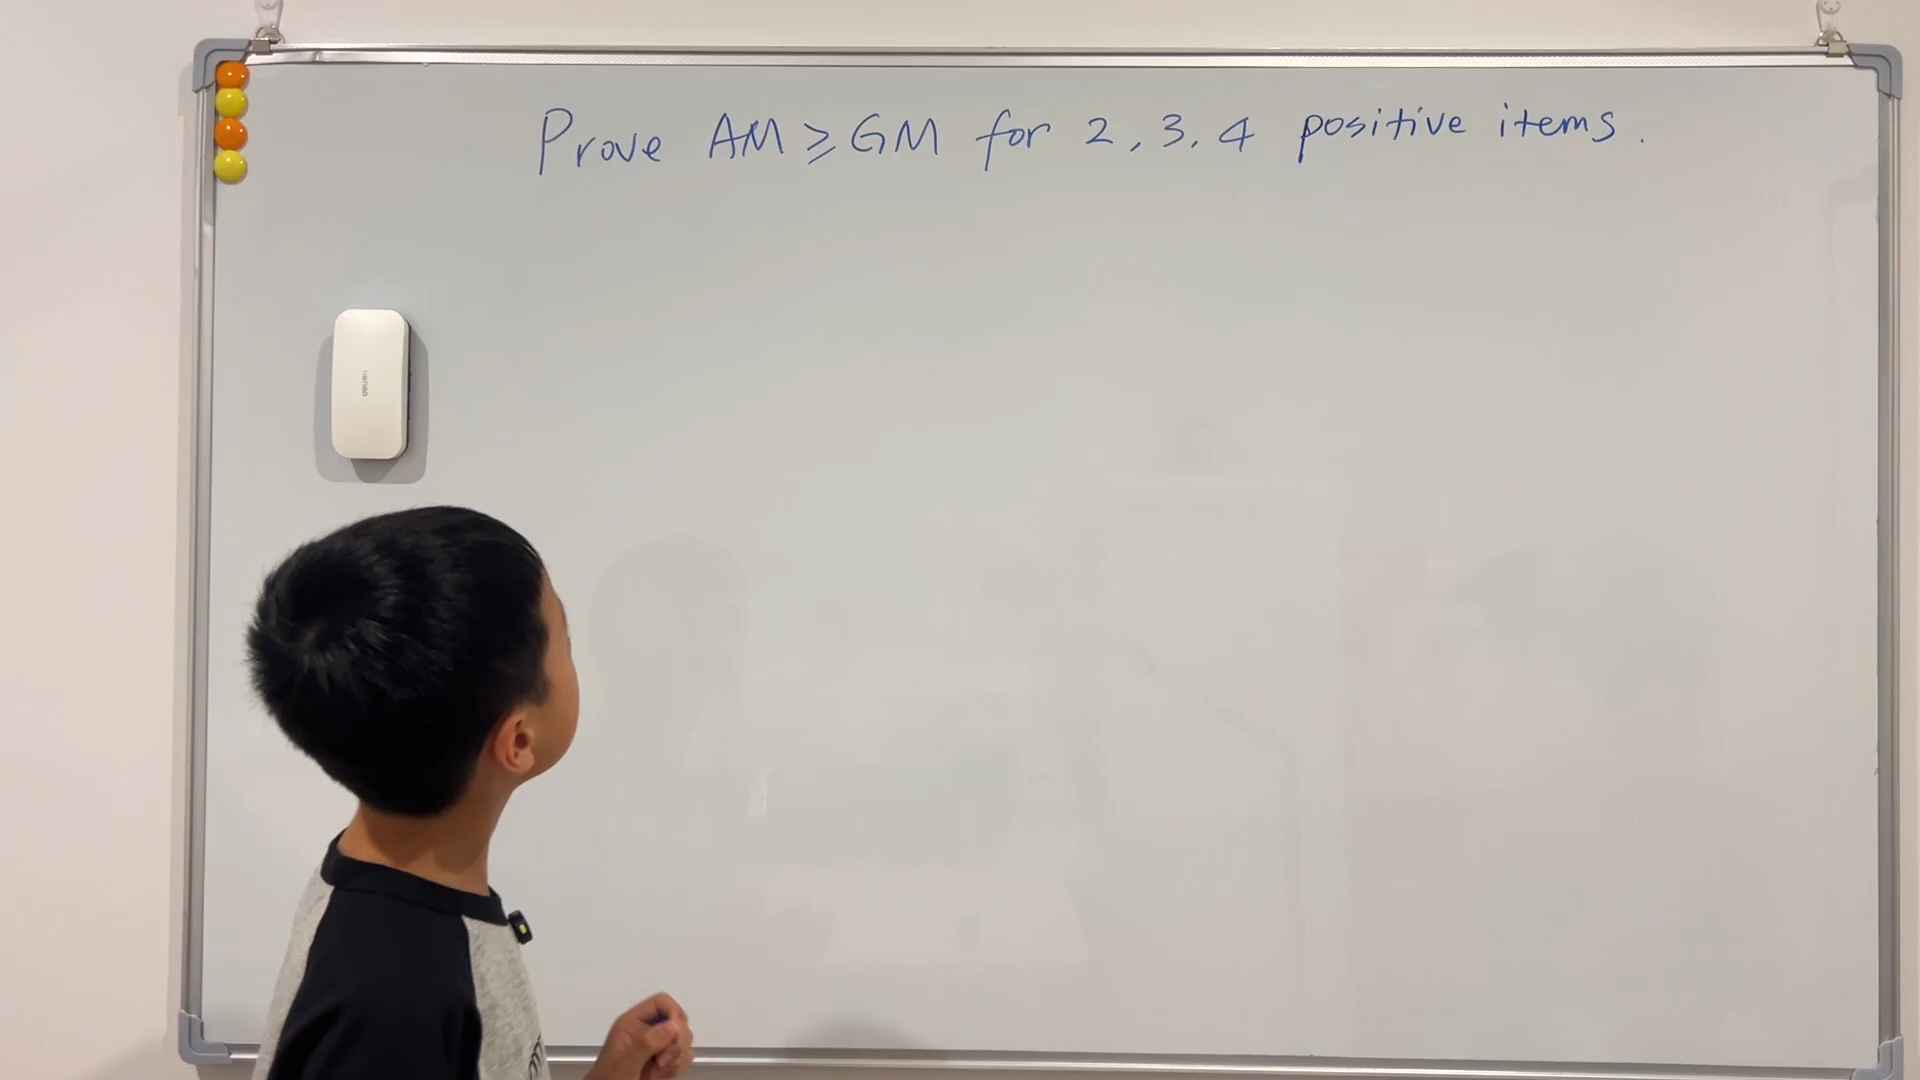 Prove AM ≥ GM for 2, 3, 4 positive items.